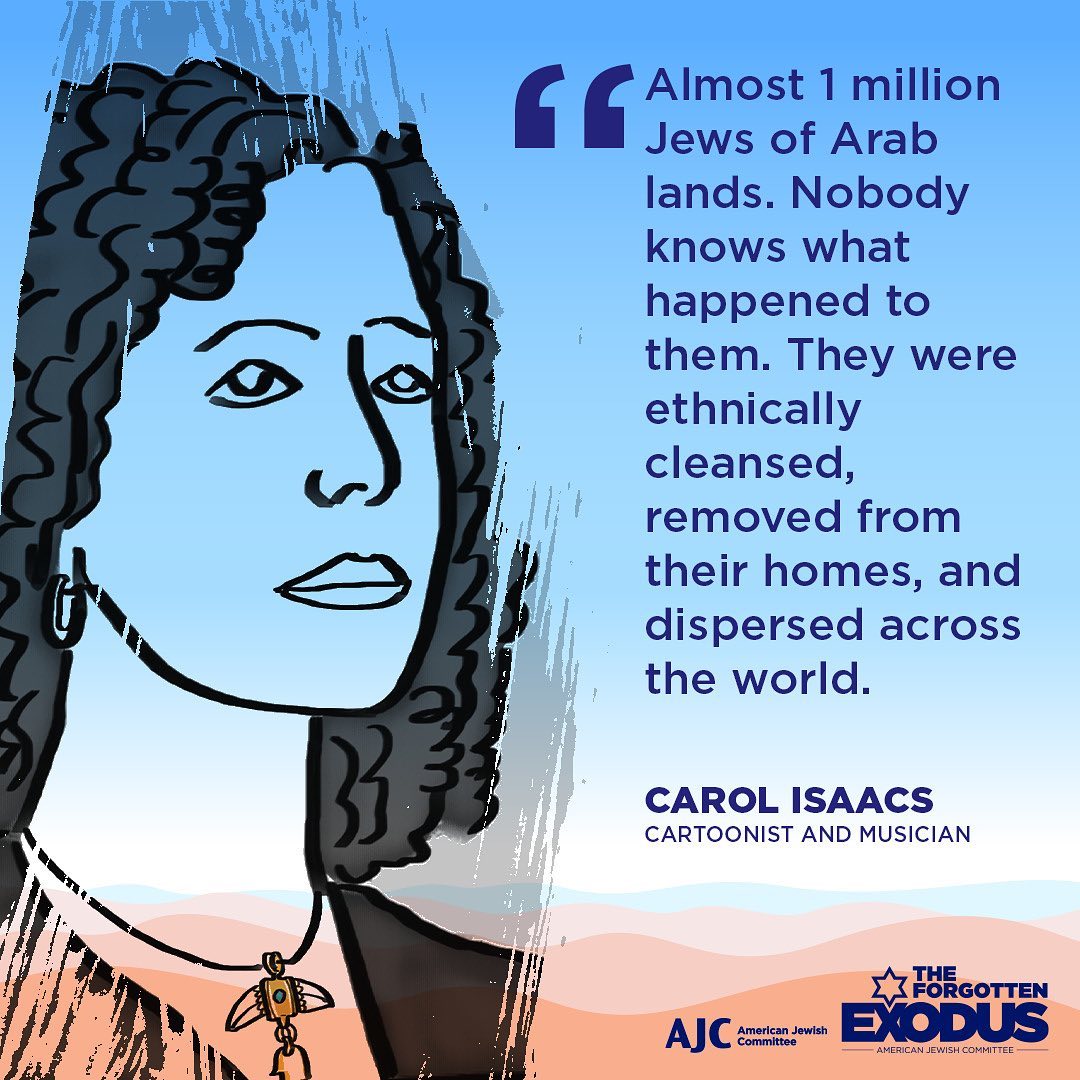 “
Almost 1 million
Jews of Arab
lands. Nobody
knows what
happened to
them. They were
ethnically
cleansed,
removed from
their homes, and
dispersed across
the world.
CAROL ISAACS
CARTOONIST AND MUSICIAN
AJC American Jewish
Committee
THE
FORGOTTEN
EXODUS
AMERICAN JEWISH COMMITTEE